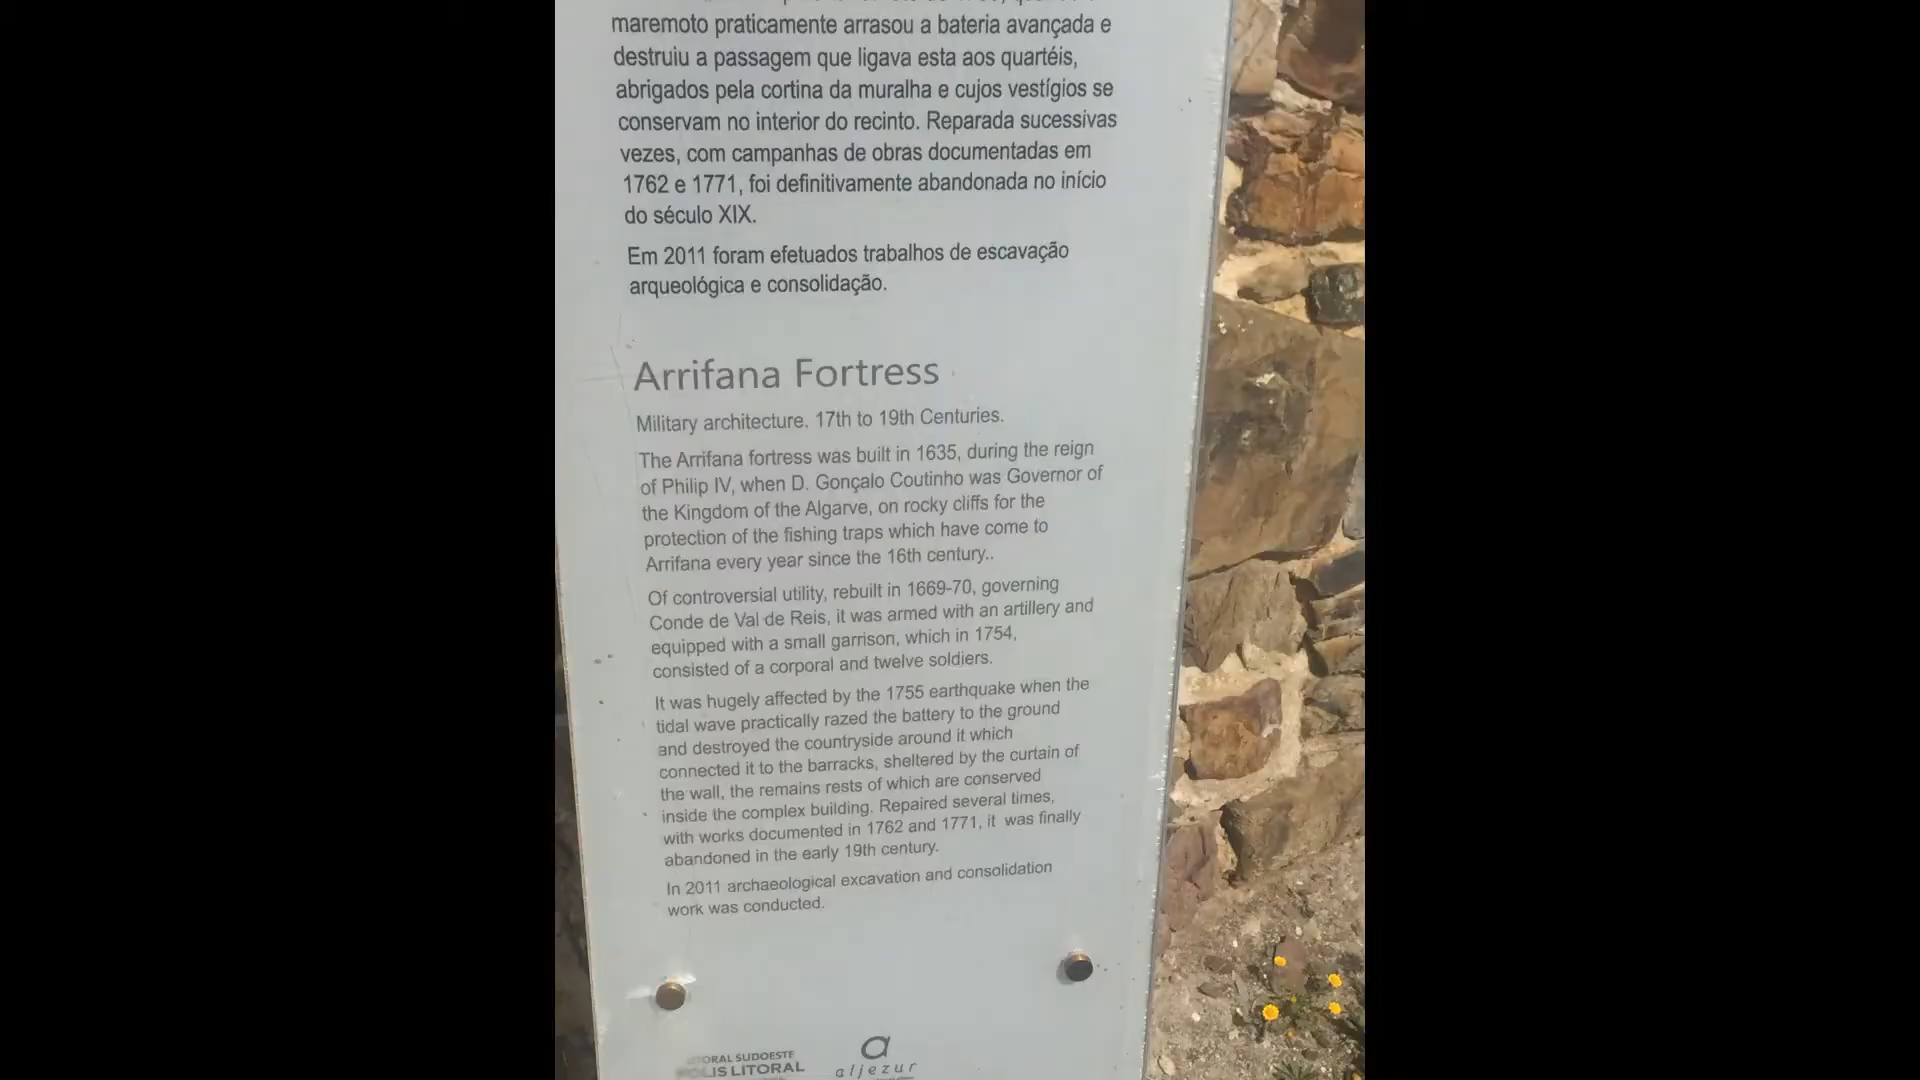 maremoto praticamente arrasou a bateria avançada e
destruiu a passagem que ligava esta aos quartéis,
abrigados pela cortina da muralha e cujos vestígios se
conservam no interior do recinto. Reparada sucessivas
vezes, com campanhas de obras documentadas em
1762 e 1771, foi definitivamente abandonada no início
do século XIX.
Em 2011 foram efetuados trabalhos de escavação
arqueológica e consolidação.
Arrifana Fortress
Military architecture. 17th to 19th Centuries.
The Arrifana fortress was built in 1635, during the reign
of Philip IV, when D. Gonçalo Coutinho was Governor of
the Kingdom of the Algarve, on rocky cliffs for the
protection of the fishing traps which have come to
Arrifana every year since the 16th century..
Of controversial utility, rebuilt in 1669-70, governing
Conde de Val de Reis, it was armed with an artillery and
equipped with a small garrison, which in 1754,
consisted of a corporal and twelve soldiers.
It was hugely affected by the 1755 earthquake when the
tidal wave practically razed the battery to the ground
and destroyed the countryside around it which
connected it to the barracks, sheltered by the curtain of
the wall, the remains rests of which are conserved
inside the complex building. Repaired several times,
with works documented in 1762 and 1771, it was finally
abandoned in the early 19th century.
In 2011 archaeological excavation and consolidation
work was conducted.
SUDOESTE
LITORAL
aljezur